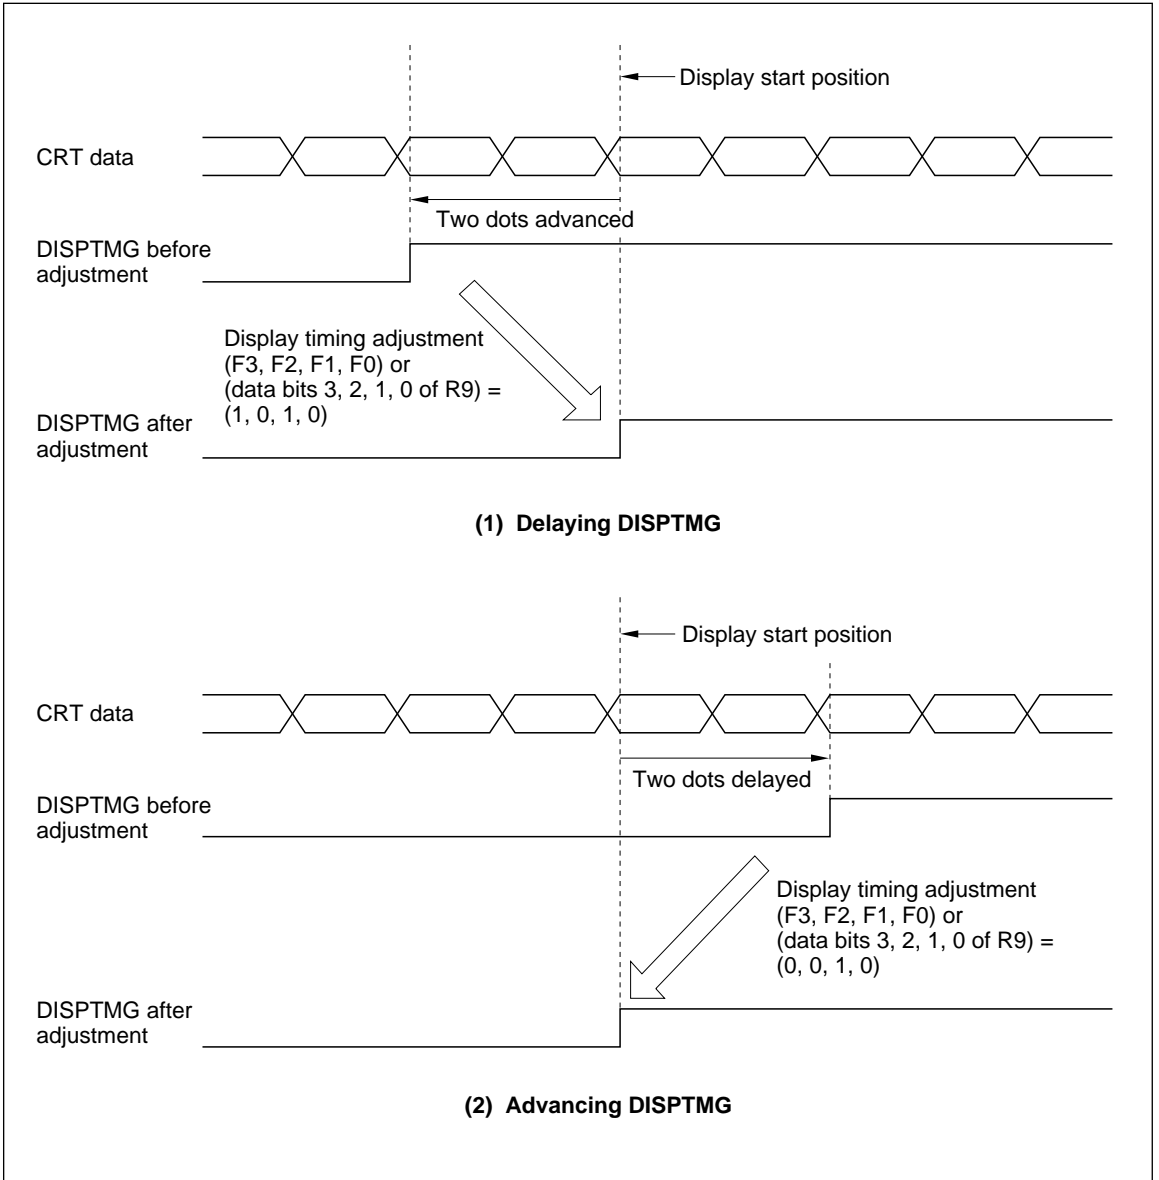 Display start position
CRT data
Two dots advanced
DISPTMG before
adjustment
Display timing adjustment
(F3, F2, F1, F0) or
(data bits 3, 2, 1, 0 of R9) =
(1, 0, 1, 0)
DISPTMG after
adjustment
(1) Delaying DISPTMG
Display start position
CRT data
Two dots delayed
DISPTMG before
adjustment
Display timing adjustment
(F3, F2, F1, F0) or
(data bits 3, 2, 1, 0 of R9) =
(0, 0, 1, 0)
DISPTMG after
adjustment
(2) Advancing DISPTMG